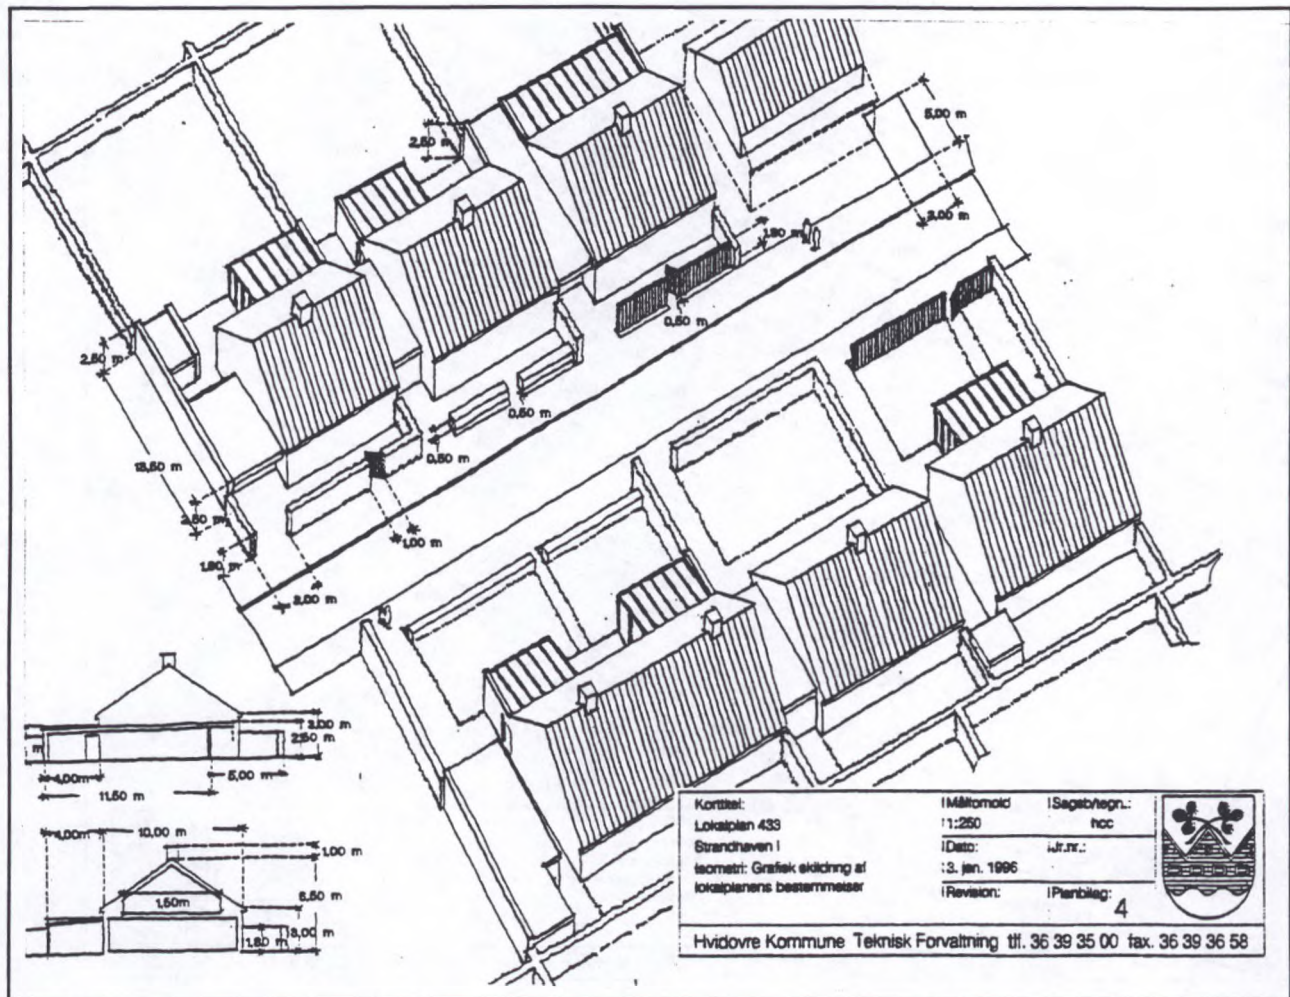 5,00 m
2,50 m
3,00 m
1,80 m
0,50 m
2,50 m
0,50 m
13,50 m
0,50 m
2,50 m
1,00 m
1,80 m
3,00 m
3,00 m
2,50 m
m
4,00m
5,00 m
11,50 m
4,00m
10,00 m
1,00 m
6,50 m
1,50m
3,00 m
1,80 m
Korttitel:
Lokalplan 433
Strandhaven I
Isometri: Grafisk skildring af
lokalplanens bestemmelser
Målforhold
1:250
Sagsb/tegn.:
hcc
Dato:
3. jan. 1996
Jr.nr.:
Revision:
Planbilag:
4
Hvidovre Kommune Teknisk Forvaltning tlf. 36 39 35 00 fax. 36 39 36 58